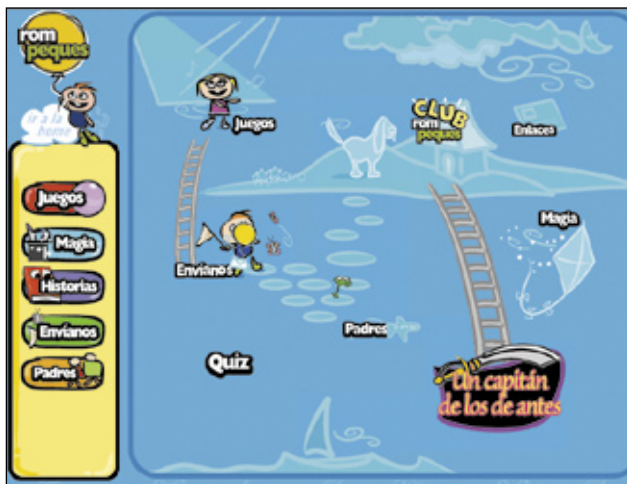 rom
peques
ir a la
home
Juegos
Magia
Historias
Envíanos
Padres
Juegos
CLUB
rom
peques
Enlaces
Magia
Envíanos
Padres
Quiz
Un capitán
de los de antes